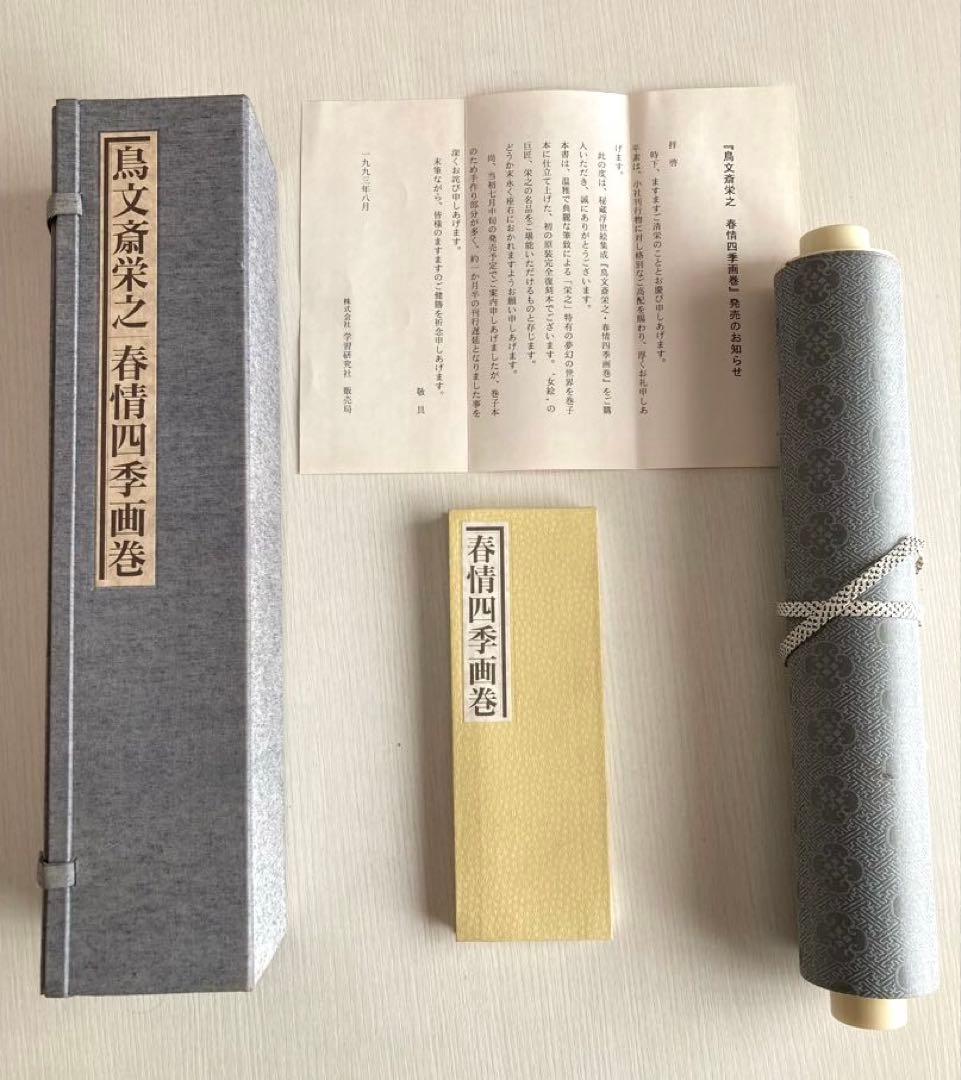 鳥文斎栄之 春情四季画巻
『鳥文斎栄之 春情四季画巻』発売のお知らせ
拝啓
時下、ますますご清栄のこととお慶び申しあげます。
平素は、小社刊行物に対し格別なご高配を賜わり、厚くお礼申しあ
げます。
此の度は、秘蔵浮世絵集成『鳥文斎栄之・春情四季画巻』をご購
入いただき、誠にありがとうございます。
本書は、温雅で典麗な筆致による「栄之」特有の夢幻の世界を巻子
本に仕立て上げた、初の原装完全復刻本でございます。“女絵”の
巨匠、栄之の名品をご堪能いただけるものと存じます。
どうか末永く座右におかれますようお願い申しあげます。
尚、当初七月中旬の発売予定でご案内申しあげましたが、巻子本
のため手作り部分が多く、約一か月半の刊行遅延となりました事を
深くお詫び申しあげます。
末筆ながら、皆様のますますのご健勝を祈念申しあげます。
敬具
一九九三年八月
株式会社 学習研究社 販売局
春情四季画巻